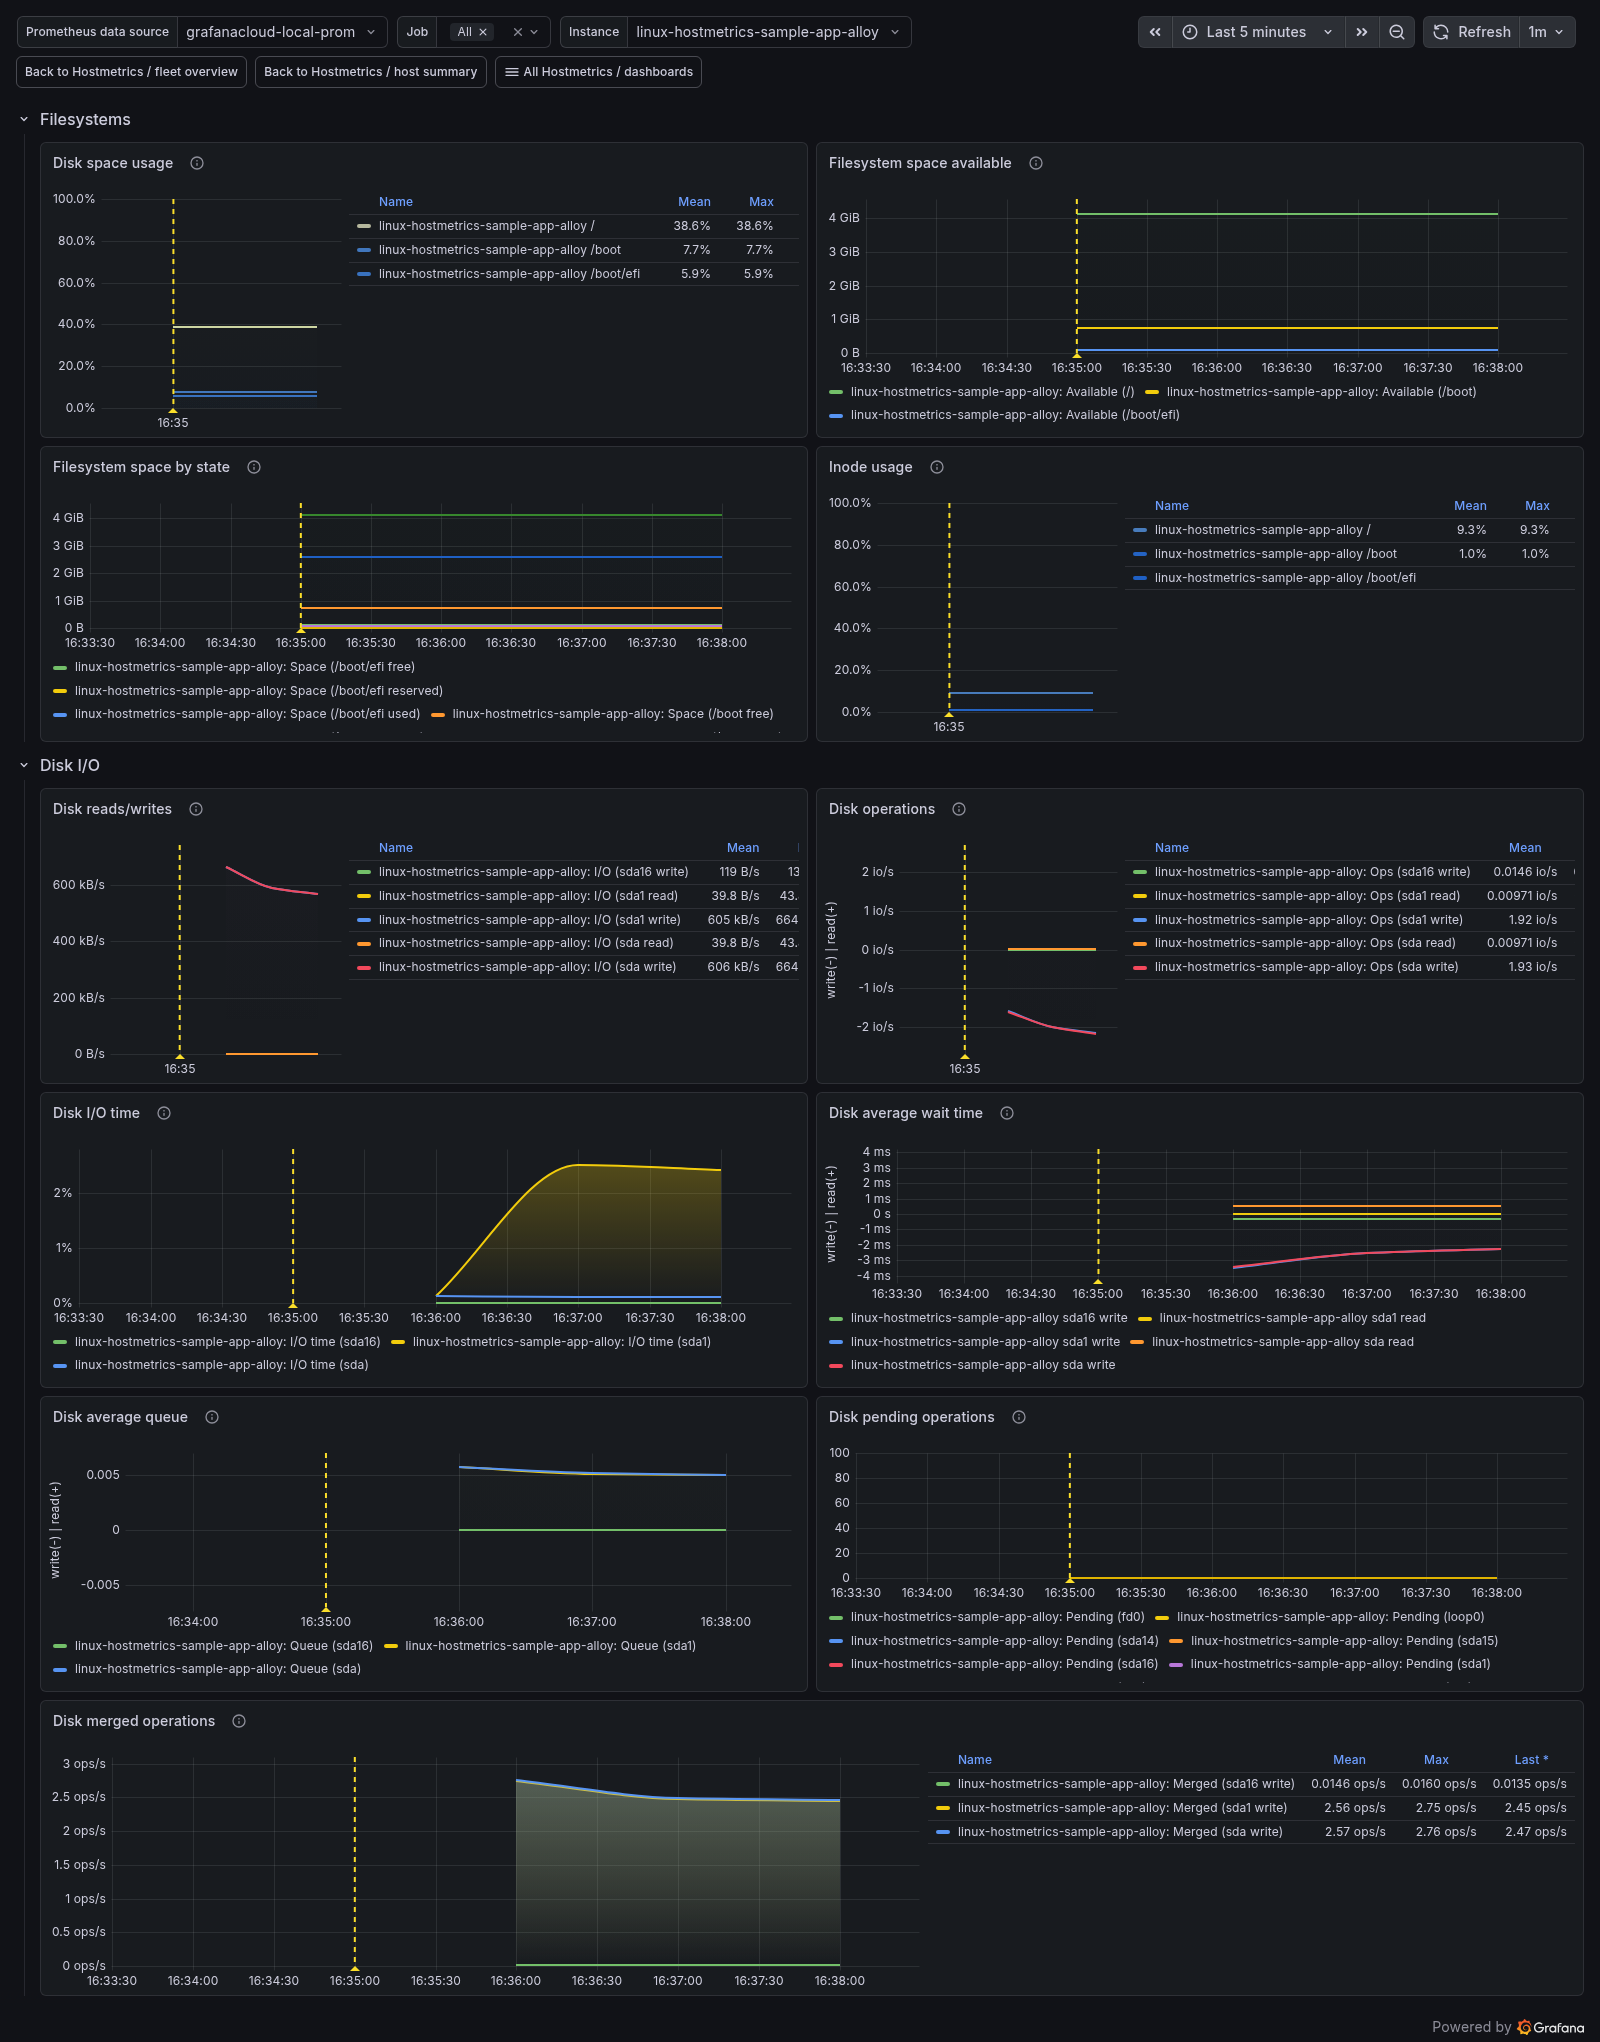 Prometheus data source grafanacloud-local-prom Job All Instance linux-hostmetrics-sample-app-alloy Last 5 minutes Refresh 1m
Back to Hostmetrics / fleet overview Back to Hostmetrics / host summary All Hostmetrics / dashboards
Filesystems
Disk space usage
100.0%
80.0%
60.0%
40.0%
20.0%
0.0%
16:35
Name Mean Max
linux-hostmetrics-sample-app-alloy / 38.6% 38.6%
linux-hostmetrics-sample-app-alloy /boot 7.7% 7.7%
linux-hostmetrics-sample-app-alloy /boot/efi 5.9% 5.9%
Filesystem space available
4 GiB
3 GiB
2 GiB
1 GiB
0 B
16:33:30 16:34:00 16:34:30 16:35:00 16:35:30 16:36:00 16:36:30 16:37:00 16:37:30 16:38:00
linux-hostmetrics-sample-app-alloy: Available (/) linux-hostmetrics-sample-app-alloy: Available (/boot)
linux-hostmetrics-sample-app-alloy: Available (/boot/efi)
Filesystem space by state
4 GiB
3 GiB
2 GiB
1 GiB
0 B
16:33:30 16:34:00 16:34:30 16:35:00 16:35:30 16:36:00 16:36:30 16:37:00 16:37:30 16:38:00
linux-hostmetrics-sample-app-alloy: Space (/boot/efi free)
linux-hostmetrics-sample-app-alloy: Space (/boot/efi reserved)
linux-hostmetrics-sample-app-alloy: Space (/boot/efi used) linux-hostmetrics-sample-app-alloy: Space (/boot free)
Inode usage
100.0%
80.0%
60.0%
40.0%
20.0%
0.0%
16:35
Name Mean Max
linux-hostmetrics-sample-app-alloy / 9.3% 9.3%
linux-hostmetrics-sample-app-alloy /boot 1.0% 1.0%
linux-hostmetrics-sample-app-alloy /boot/efi
Disk I/O
Disk reads/writes
600 kB/s
400 kB/s
200 kB/s
0 B/s
16:35
Name Mean
linux-hostmetrics-sample-app-alloy: I/O (sda16 write) 119 B/s 13
linux-hostmetrics-sample-app-alloy: I/O (sda1 read) 39.8 B/s 43.
linux-hostmetrics-sample-app-alloy: I/O (sda1 write) 605 kB/s 664
linux-hostmetrics-sample-app-alloy: I/O (sda read) 39.8 B/s 43.
linux-hostmetrics-sample-app-alloy: I/O (sda write) 606 kB/s 664
Disk operations
write(-) | read(+)
2 io/s
1 io/s
0 io/s
-1 io/s
-2 io/s
16:35
Name Mean
linux-hostmetrics-sample-app-alloy: Ops (sda16 write) 0.0146 io/s
linux-hostmetrics-sample-app-alloy: Ops (sda1 read) 0.00971 io/s
linux-hostmetrics-sample-app-alloy: Ops (sda1 write) 1.92 io/s
linux-hostmetrics-sample-app-alloy: Ops (sda read) 0.00971 io/s
linux-hostmetrics-sample-app-alloy: Ops (sda write) 1.93 io/s
Disk I/O time
2%
1%
0%
16:33:30 16:34:00 16:34:30 16:35:00 16:35:30 16:36:00 16:36:30 16:37:00 16:37:30 16:38:00
linux-hostmetrics-sample-app-alloy: I/O time (sda16) linux-hostmetrics-sample-app-alloy: I/O time (sda1)
linux-hostmetrics-sample-app-alloy: I/O time (sda)
Disk average wait time
write(-) | read(+)
4 ms
3 ms
2 ms
1 ms
0 s
-1 ms
-2 ms
-3 ms
-4 ms
16:33:30 16:34:00 16:34:30 16:35:00 16:35:30 16:36:00 16:36:30 16:37:00 16:37:30 16:38:00
linux-hostmetrics-sample-app-alloy sda16 write linux-hostmetrics-sample-app-alloy sda1 read
linux-hostmetrics-sample-app-alloy sda1 write linux-hostmetrics-sample-app-alloy sda read
linux-hostmetrics-sample-app-alloy sda write
Disk average queue
write(-) | read(+)
0.005
0
-0.005
16:34:00 16:35:00 16:36:00 16:37:00 16:38:00
linux-hostmetrics-sample-app-alloy: Queue (sda16) linux-hostmetrics-sample-app-alloy: Queue (sda1)
linux-hostmetrics-sample-app-alloy: Queue (sda)
Disk pending operations
100
80
60
40
20
0
16:33:30 16:34:00 16:34:30 16:35:00 16:35:30 16:36:00 16:36:30 16:37:00 16:37:30 16:38:00
linux-hostmetrics-sample-app-alloy: Pending (fd0) linux-hostmetrics-sample-app-alloy: Pending (loop0)
linux-hostmetrics-sample-app-alloy: Pending (sda14) linux-hostmetrics-sample-app-alloy: Pending (sda15)
linux-hostmetrics-sample-app-alloy: Pending (sda16) linux-hostmetrics-sample-app-alloy: Pending (sda1)
Disk merged operations
3 ops/s
2.5 ops/s
2 ops/s
1.5 ops/s
1 ops/s
0.5 ops/s
0 ops/s
16:33:30 16:34:00 16:34:30 16:35:00 16:35:30 16:36:00 16:36:30 16:37:00 16:37:30 16:38:00
Name Mean Max Last *
linux-hostmetrics-sample-app-alloy: Merged (sda16 write) 0.0146 ops/s 0.0160 ops/s 0.0135 ops/s
linux-hostmetrics-sample-app-alloy: Merged (sda1 write) 2.56 ops/s 2.75 ops/s 2.45 ops/s
linux-hostmetrics-sample-app-alloy: Merged (sda write) 2.57 ops/s 2.76 ops/s 2.47 ops/s
Powered by Grafana